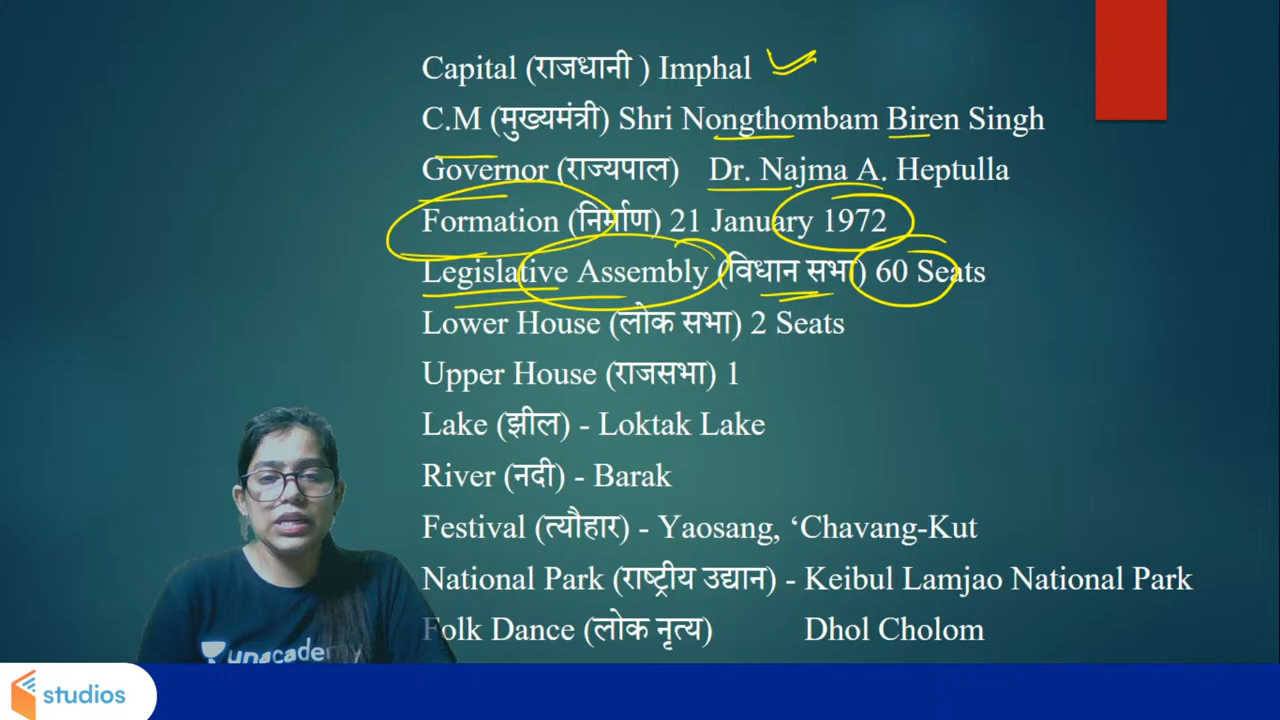 Capital (राजधानी ) Imphal
C.M (मुख्यमंत्री) Shri Nongthombam Biren Singh
Governor (राज्यपाल) Dr. Najma A. Heptulla
Formation (निर्माण) 21 January 1972
Legislative Assembly (विधान सभा) 60 Seats
Lower House (लोक सभा) 2 Seats
Upper House (राजसभा) 1
Lake (झील) - Loktak Lake
River (नदी) - Barak
Festival (त्यौहार) - Yaosang, ‘Chavang-Kut
National Park (राष्ट्रीय उद्यान) - Keibul Lamjao National Park
Folk Dance (लोक नृत्य) Dhol Cholom
unacademy
studios